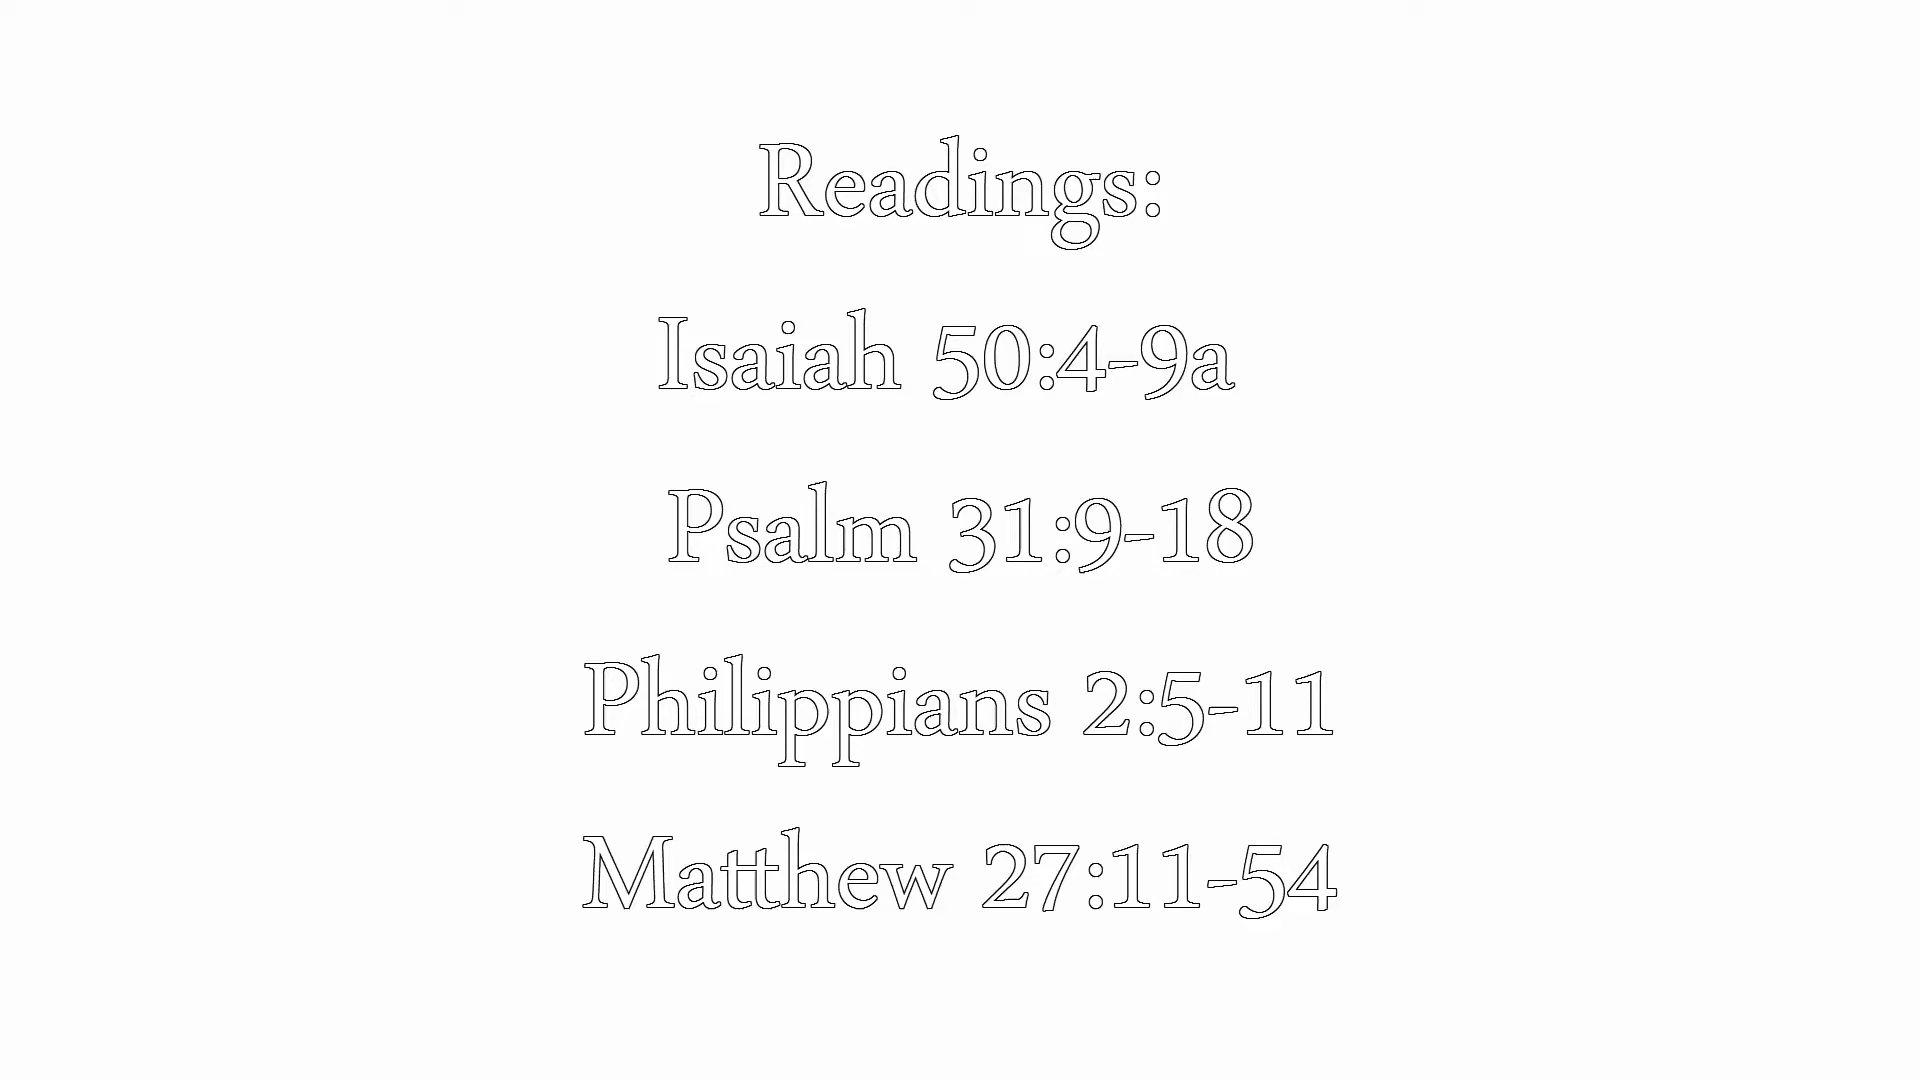 Readings:
Isaiah 50:4-9a
Psalm 31:9-18
Philippians 2:5-11
Matthew 27:11-54